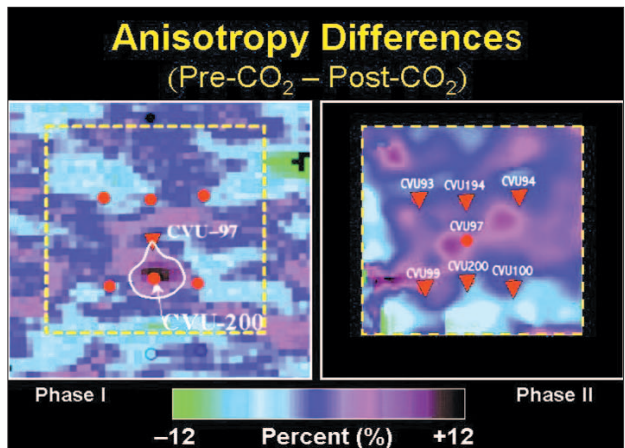 Anisotropy Differences
(Pre-CO₂ – Post-CO₂)
CVU-97
CVU-200
CVU93 CVU194 CVU94
CVU97
CVU99 CVU200 CVU100
Phase I
Phase II
–12 Percent (%) +12